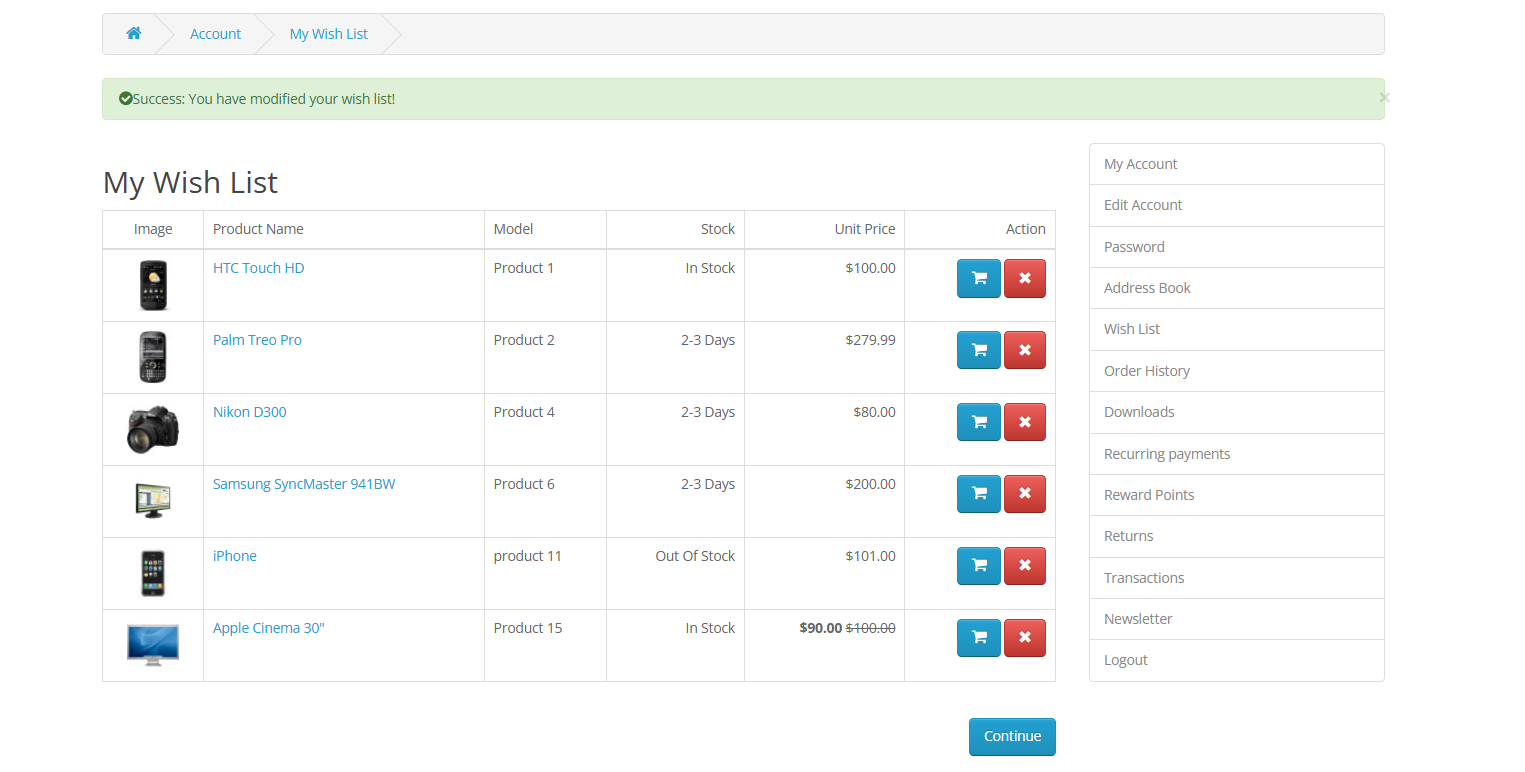 Account My Wish List
Success: You have modified your wish list! ×
My Wish List
Image Product Name Model Stock Unit Price Action
HTC Touch HD Product 1 In Stock $100.00
Palm Treo Pro Product 2 2-3 Days $279.99
Nikon D300 Product 4 2-3 Days $80.00
Samsung SyncMaster 941BW Product 6 2-3 Days $200.00
iPhone product 11 Out Of Stock $101.00
Apple Cinema 30" Product 15 In Stock $90.00 $100.00
Continue
My Account
Edit Account
Password
Address Book
Wish List
Order History
Downloads
Recurring payments
Reward Points
Returns
Transactions
Newsletter
Logout